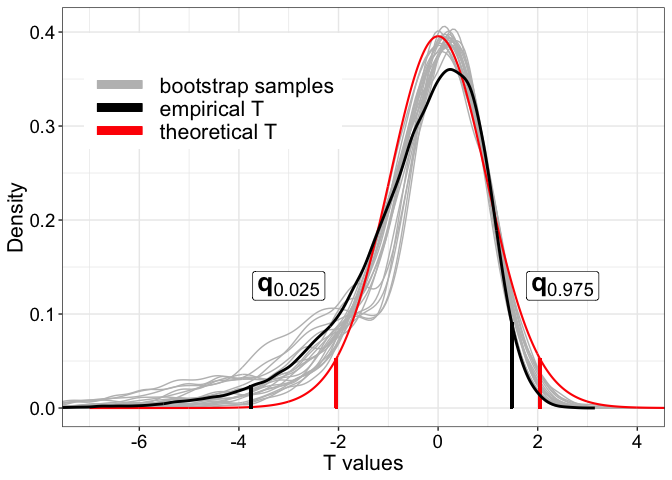 0.4
0.3
0.2
0.1
0.0
Density
bootstrap samples
empirical T
theoretical T
q0.025
q0.975
-6 -4 -2 0 2 4
T values